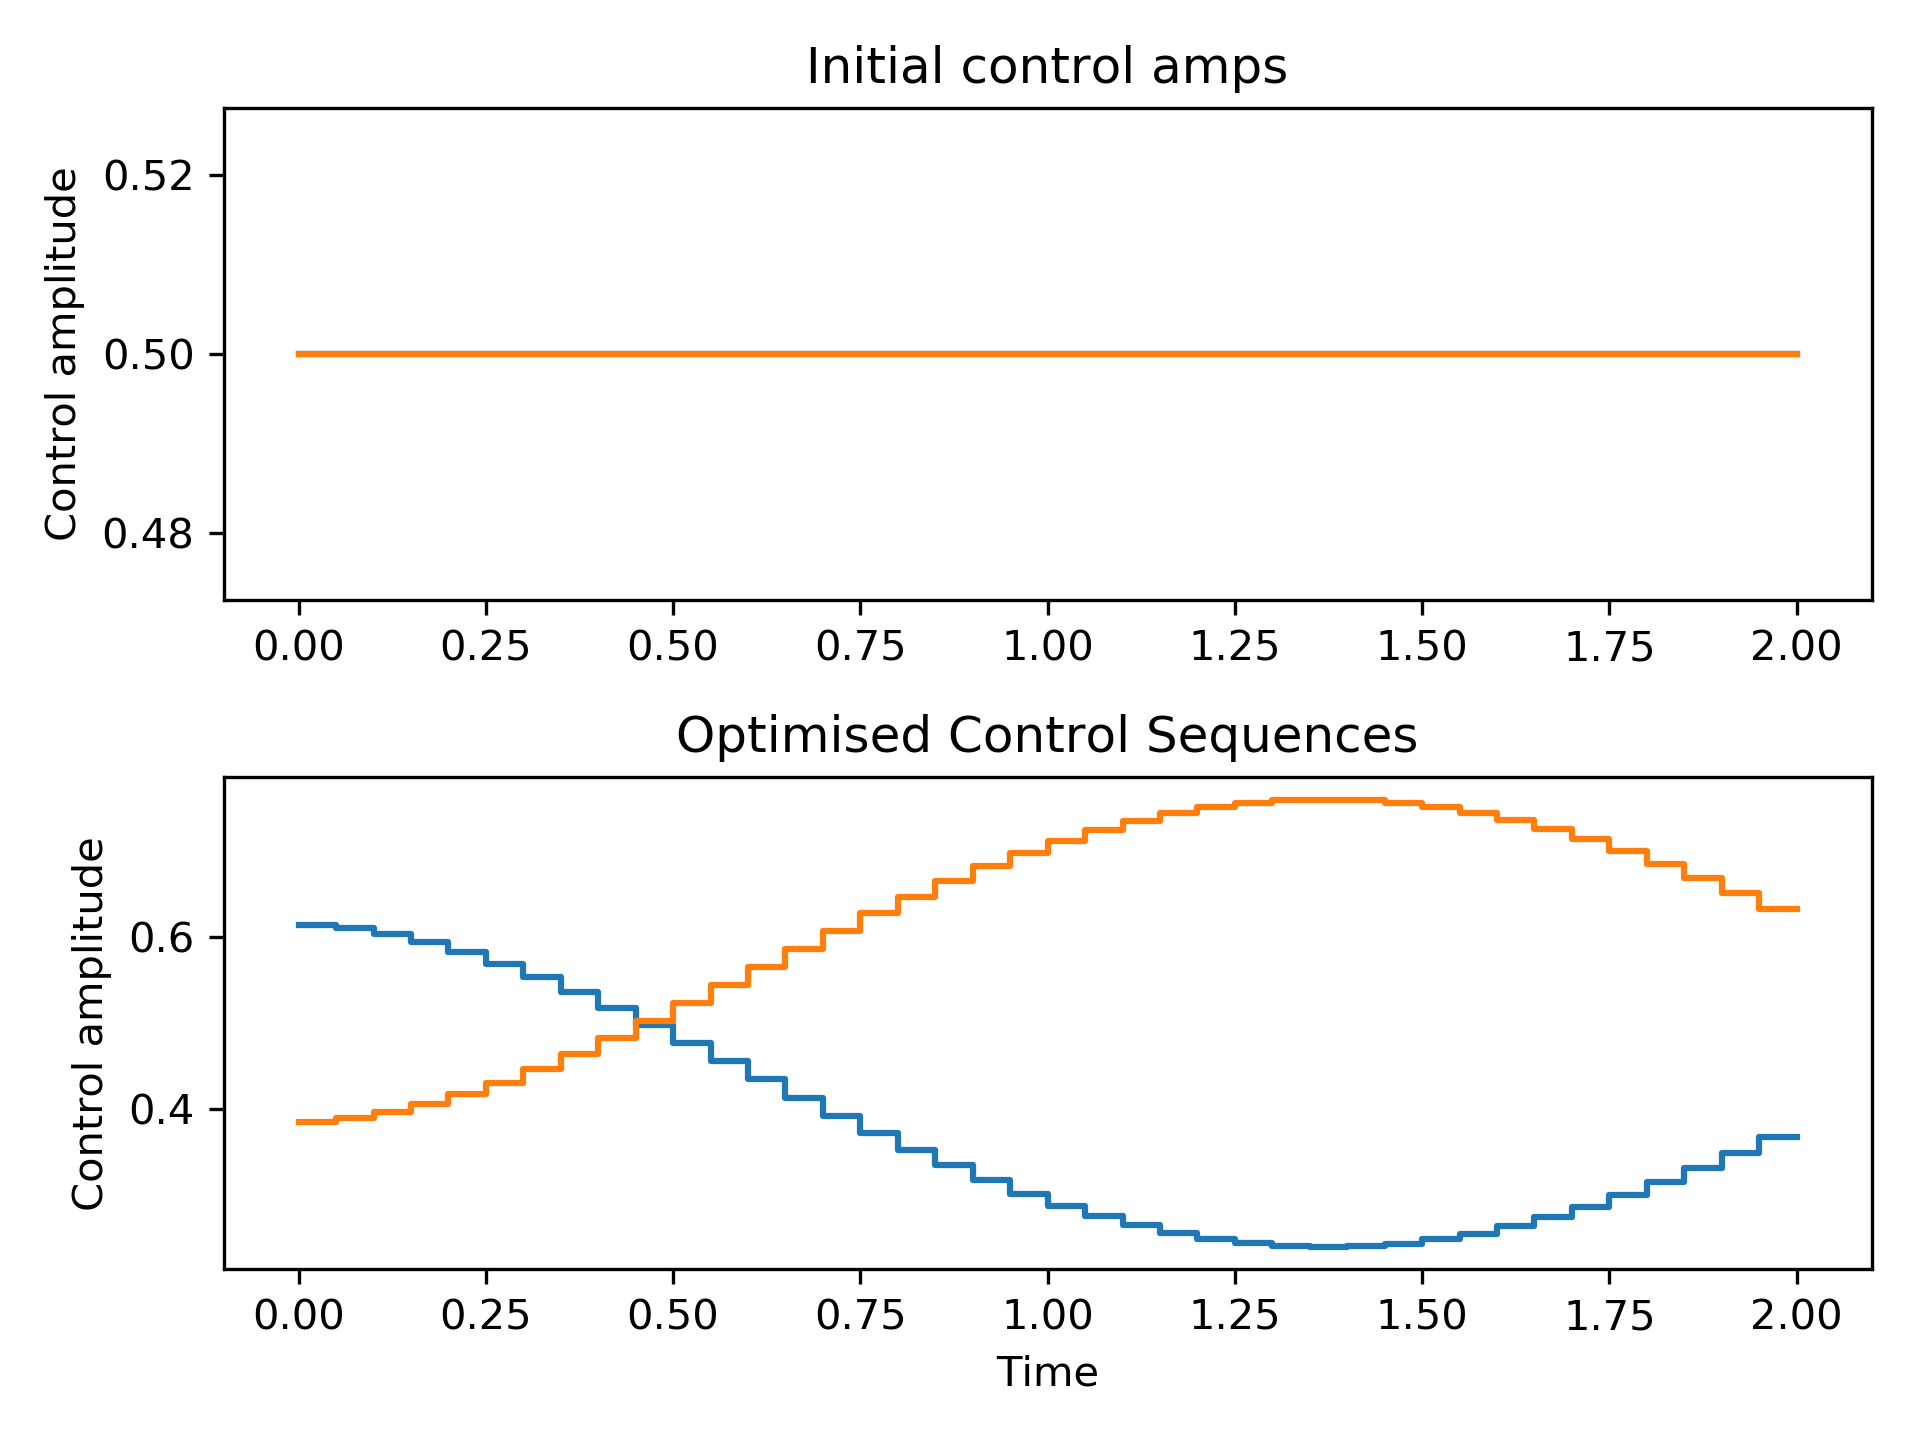 Initial control amps
Control amplitude
0.52
0.50
0.48
0.00 0.25 0.50 0.75 1.00 1.25 1.50 1.75 2.00
Optimised Control Sequences
Control amplitude
0.6
0.4
0.00 0.25 0.50 0.75 1.00 1.25 1.50 1.75 2.00
Time